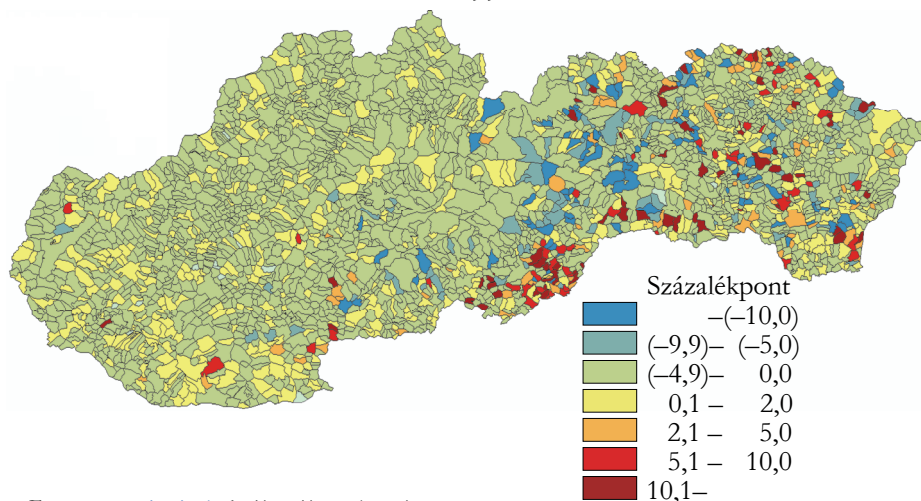 Százalékpont
–(–10,0)
(–9,9)– (–5,0)
(–4,9)– 0,0
0,1 – 2,0
2,1 – 5,0
5,1 – 10,0
10,1–